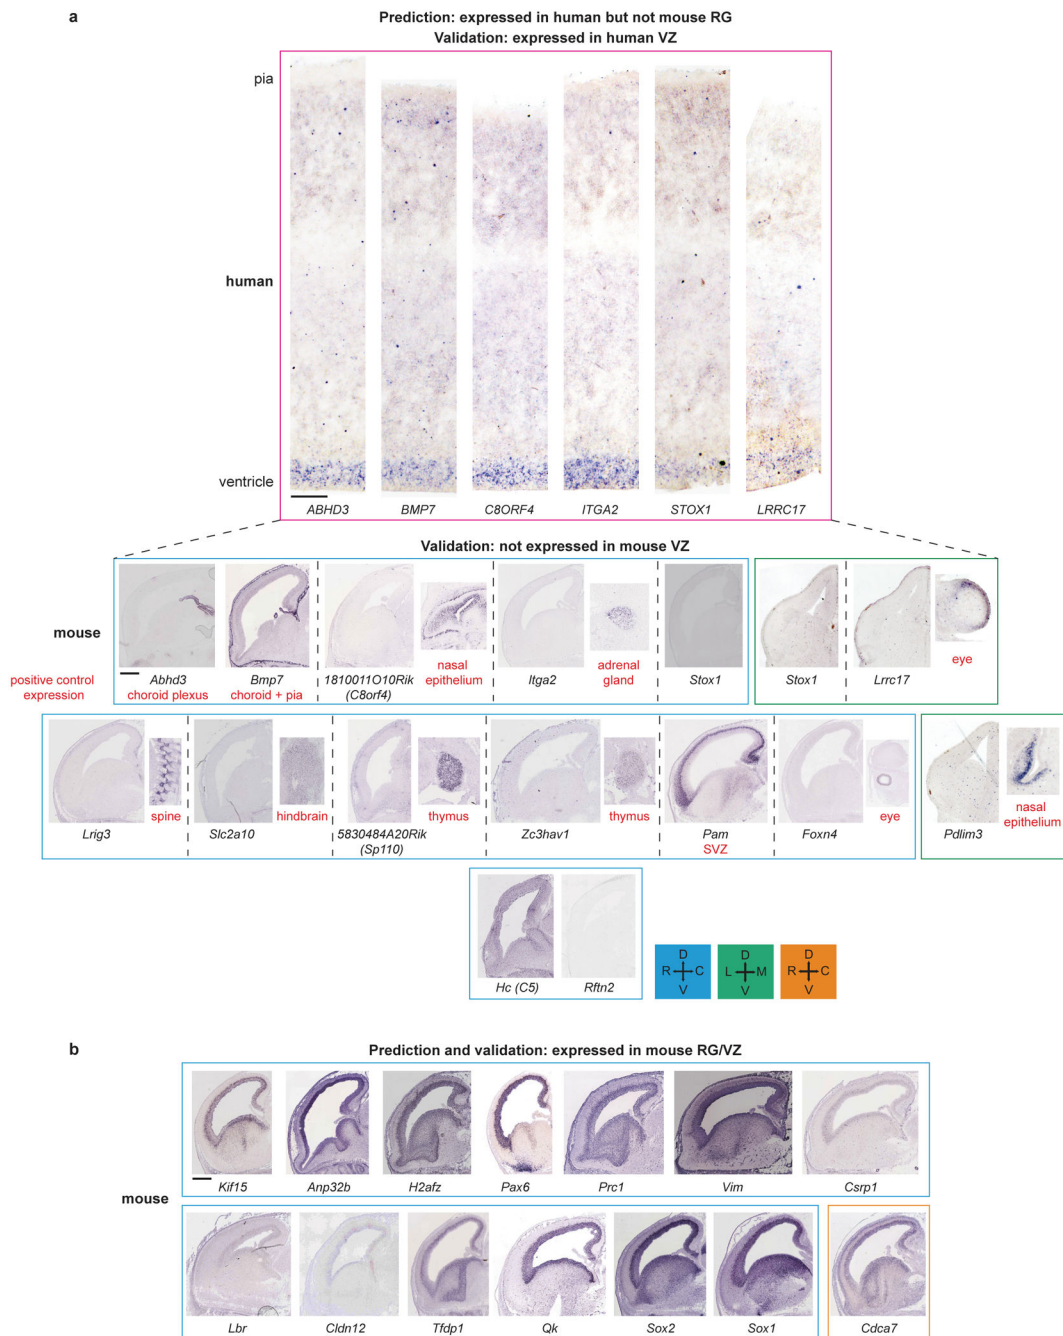 a
Prediction: expressed in human but not mouse RG
Validation: expressed in human VZ
pia
human
ventricle
ABHD3 BMP7 C8ORF4 ITGA2 STOX1 LRRC17
Validation: not expressed in mouse VZ
mouse
positive control expression
Abhd3 choroid plexus
Bmp7 choroid + pia
1810011O10Rik (C8orf4)
nasal epithelium
Itga2
adrenal gland
Stox1
Stox1
Lrrc17
eye
Lrig3
spine
Slc2a10
hindbrain
5830484A20Rik (Sp110)
thymus
Zc3hav1
thymus
Pam
SVZ
Foxn4
eye
Pdlim3
nasal epithelium
Hc (C5)
Rftn2
D
R C
V
D
L M
V
D
R C
V
b
Prediction and validation: expressed in mouse RG/VZ
Kif15 Anp32b H2afz Pax6 Prc1 Vim Csrp1
mouse
Lbr Cldn12 Tfdp1 Qk Sox2 Sox1 Cdca7